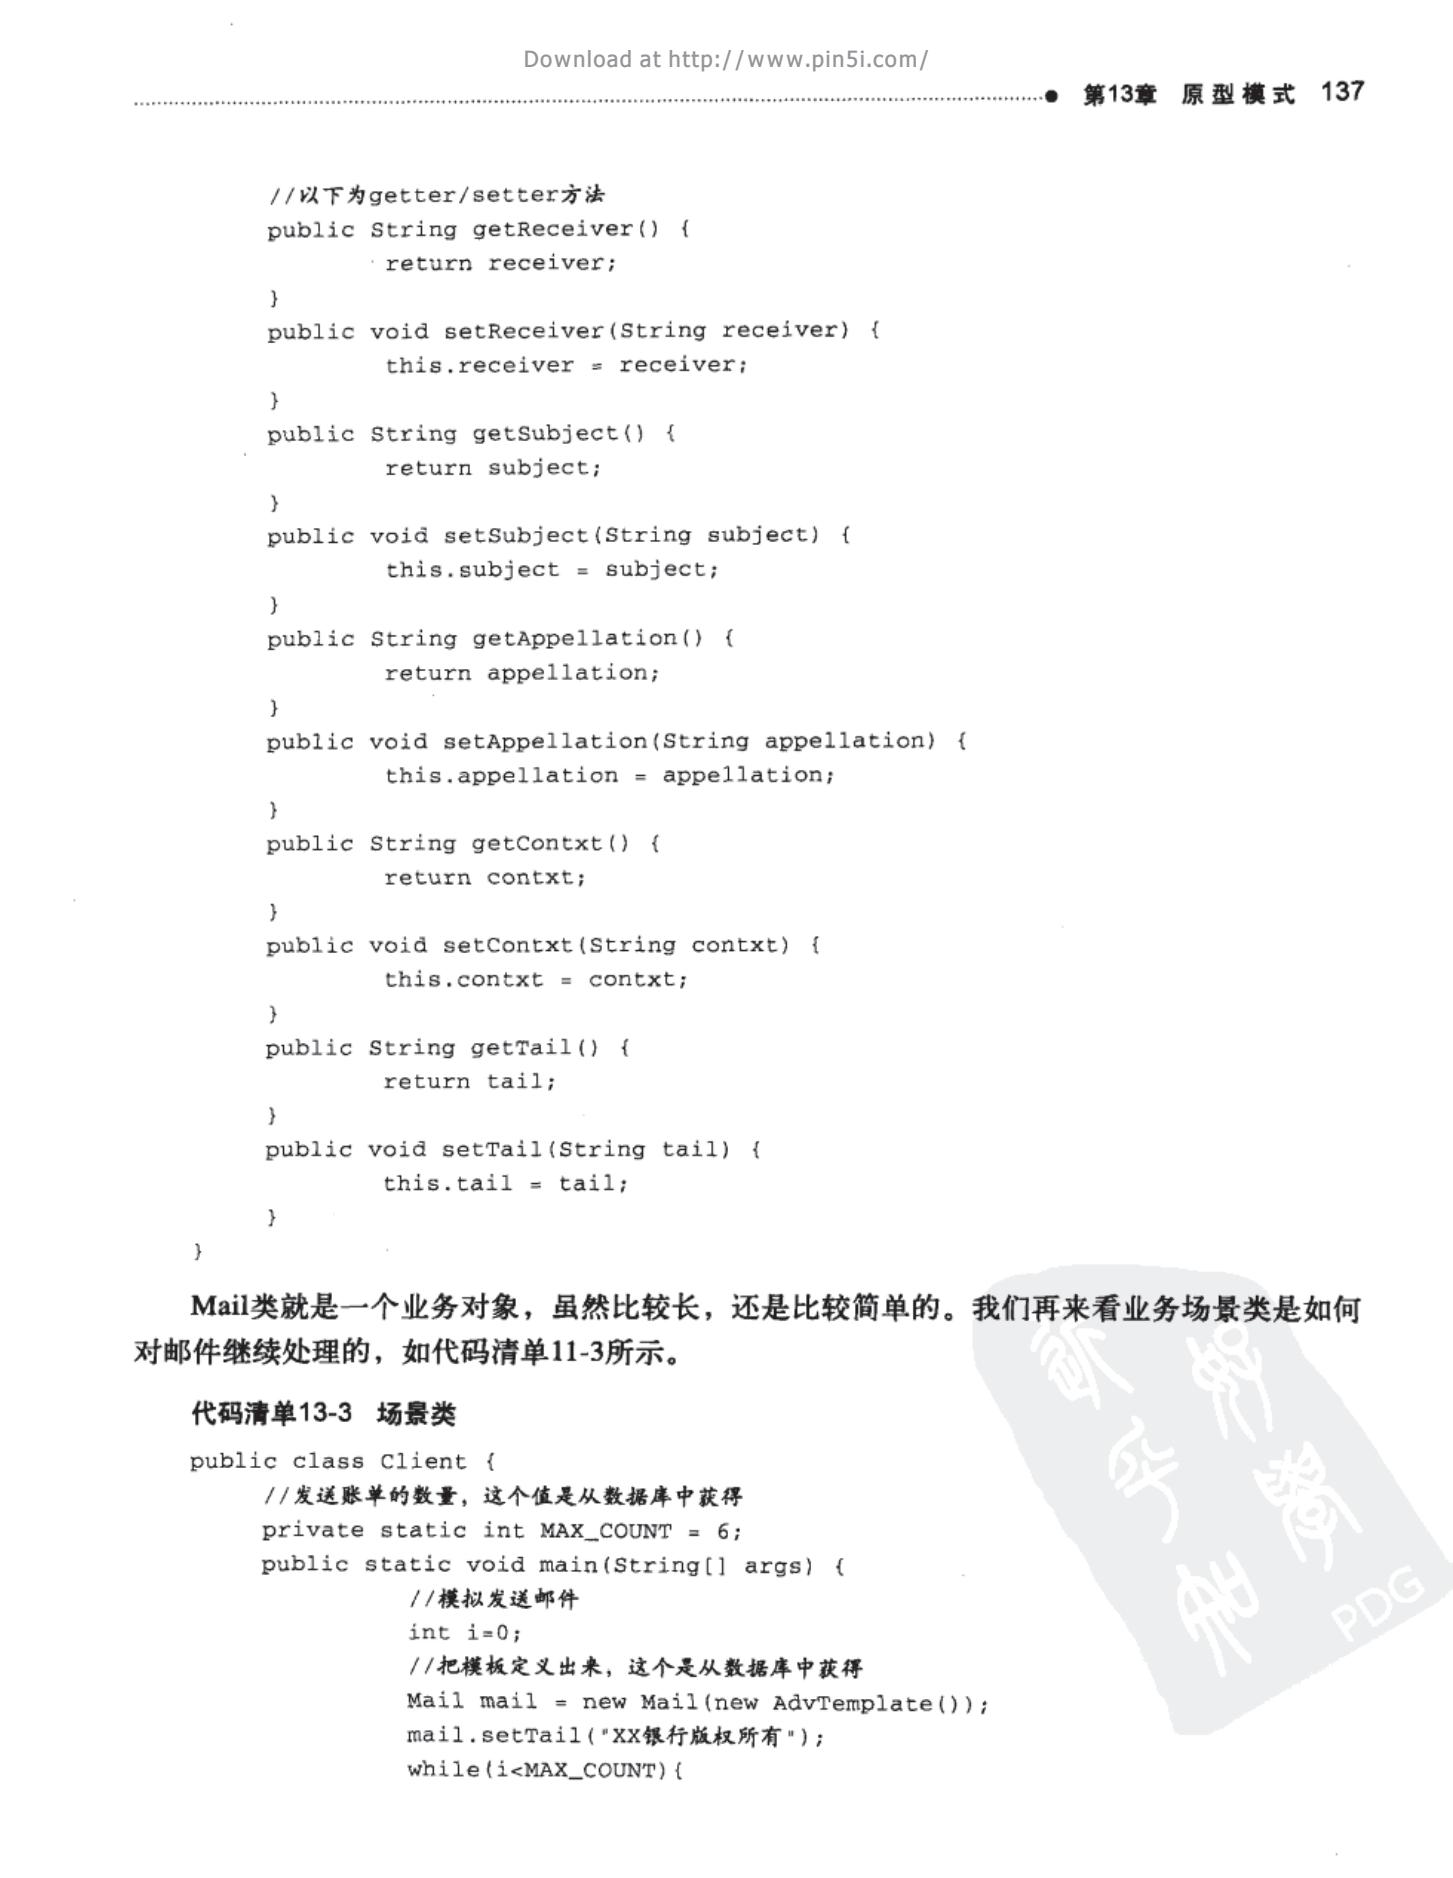 Download at http://www.pin5i.com/
第13章 原型模式 137
//以下为getter/setter方法
public String getReceiver() {
return receiver;
}
public void setReceiver(String receiver) {
this.receiver = receiver;
}
public String getSubject() {
return subject;
}
public void setSubject(String subject) {
this.subject = subject;
}
public String getAppellation() {
return appellation;
}
public void setAppellation(String appellation) {
this.appellation = appellation;
}
public String getContxt() {
return contxt;
}
public void setContxt(String contxt) {
this.contxt = contxt;
}
public String getTail() {
return tail;
}
public void setTail(String tail) {
this.tail = tail;
}
}
Mail类就是一个业务对象，虽然比较长，还是比较简单的。我们再来看业务场景类是如何
对邮件继续处理的，如代码清单11-3所示。
代码清单13-3 场景类
public class Client {
//发送账单的数量，这个值是从数据库中获得
private static int MAX_COUNT = 6;
public static void main(String[] args) {
//模拟发送邮件
int i=0;
//把模板定义出来，这个是从数据库中获得
Mail mail = new Mail(new AdvTemplate());
mail.setTail("XX银行版权所有");
while(i<MAX_COUNT){
PDG